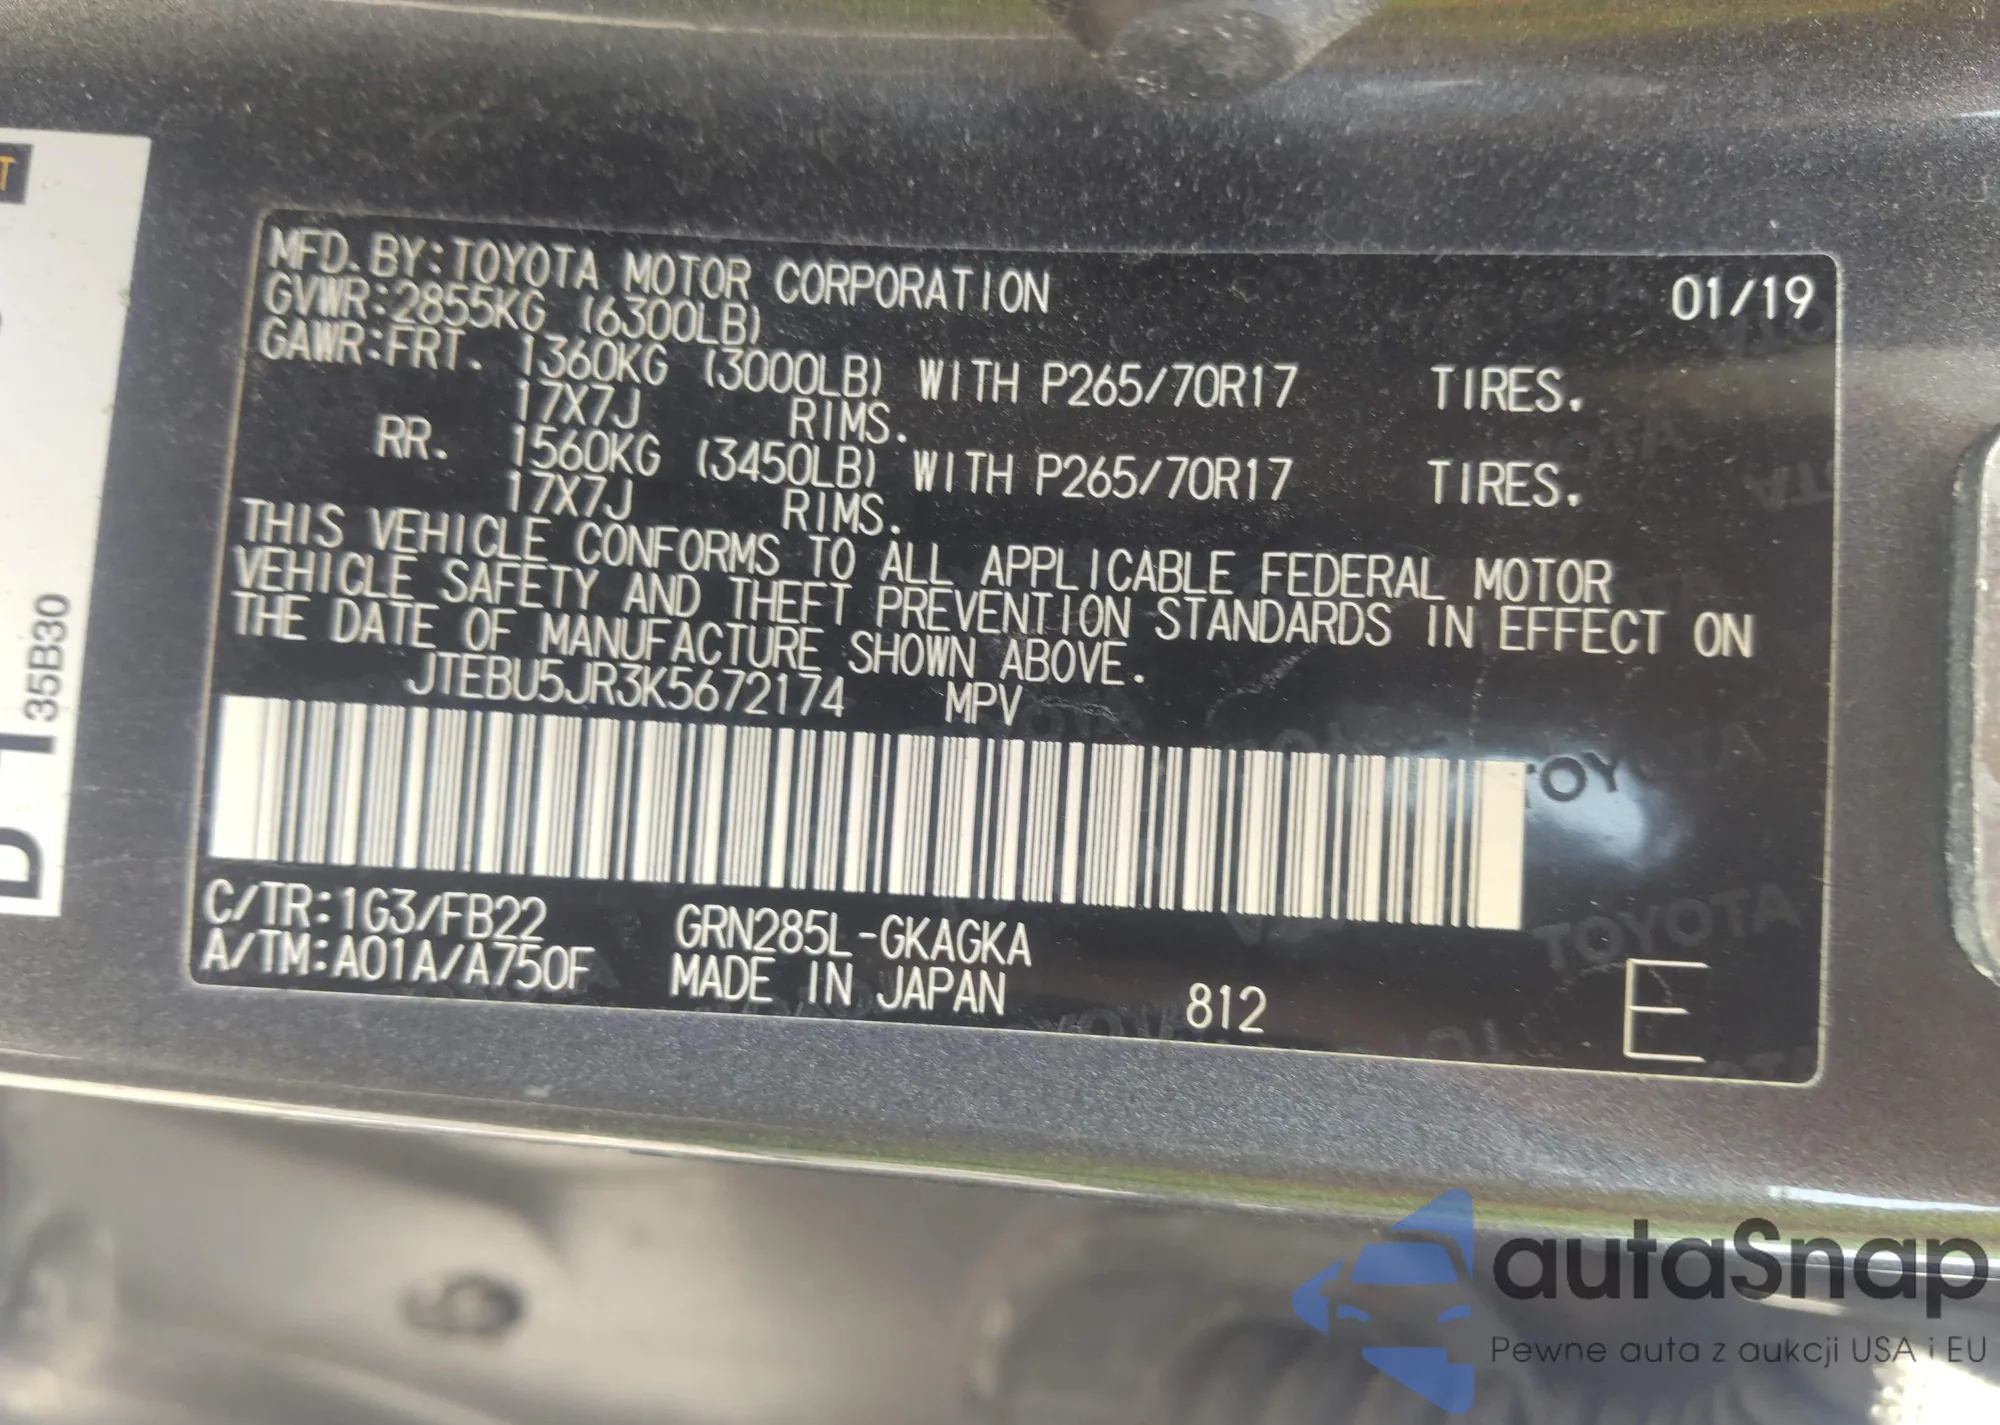 MFD. BY:TOYOTA MOTOR CORPORATION 01/19
GVWR:2855KG (6300LB)
GAWR:FRT. 1360KG (3000LB) WITH P265/70R17 TIRES.
17X7J RIMS.
RR. 1560KG (3450LB) WITH P265/70R17 TIRES.
17X7J RIMS.
THIS VEHICLE CONFORMS TO ALL APPLICABLE FEDERAL MOTOR
VEHICLE SAFETY AND THEFT PREVENTION STANDARDS IN EFFECT ON
THE DATE OF MANUFACTURE SHOWN ABOVE.
JTEBU5JR3K5672174 MPV
C/TR:1G3/FB22 GRN285L-GKAGKA
A/TM:A01A/A750F MADE IN JAPAN 812 E
TOYOTA
35B30
autaSnap
Pewne auta z aukcji USA i EU